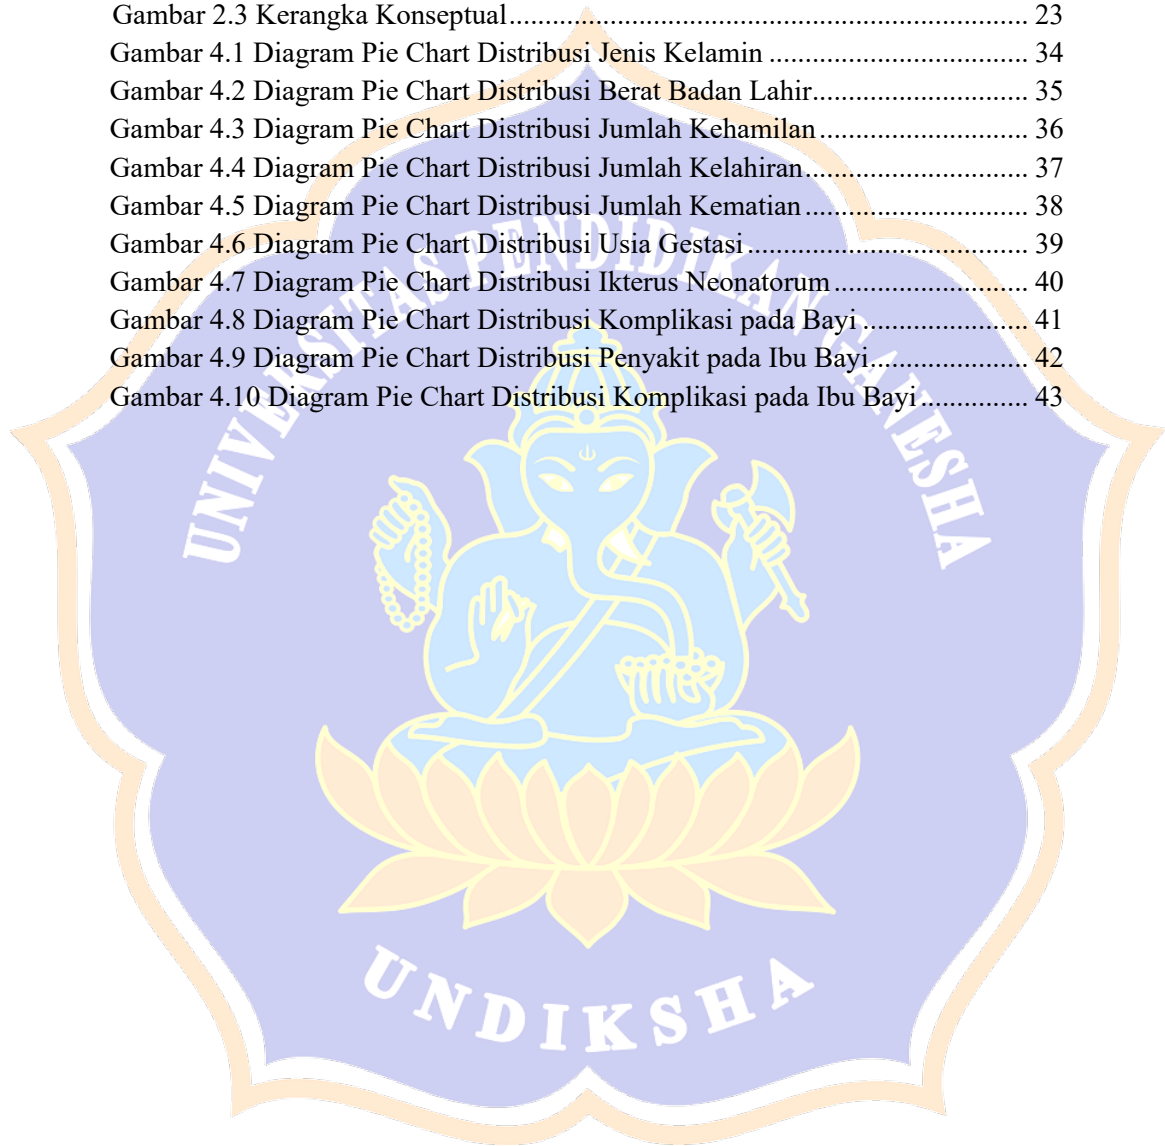 Gambar 2.3 Kerangka Konseptual....................................................................... 23
Gambar 4.1 Diagram Pie Chart Distribusi Jenis Kelamin .................................... 34
Gambar 4.2 Diagram Pie Chart Distribusi Berat Badan Lahir.............................. 35
Gambar 4.3 Diagram Pie Chart Distribusi Jumlah Kehamilan ............................. 36
Gambar 4.4 Diagram Pie Chart Distribusi Jumlah Kelahiran............................... 37
Gambar 4.5 Diagram Pie Chart Distribusi Jumlah Kematian ............................... 38
Gambar 4.6 Diagram Pie Chart Distribusi Usia Gestasi ....................................... 39
Gambar 4.7 Diagram Pie Chart Distribusi Ikterus Neonatorum ........................... 40
Gambar 4.8 Diagram Pie Chart Distribusi Komplikasi pada Bayi ....................... 41
Gambar 4.9 Diagram Pie Chart Distribusi Penyakit pada Ibu Bayi...................... 42
Gambar 4.10 Diagram Pie Chart Distribusi Komplikasi pada Ibu Bayi ............... 43
UNIVERSITAS PENDIDIKAN GANESHA
UNDIKSHA